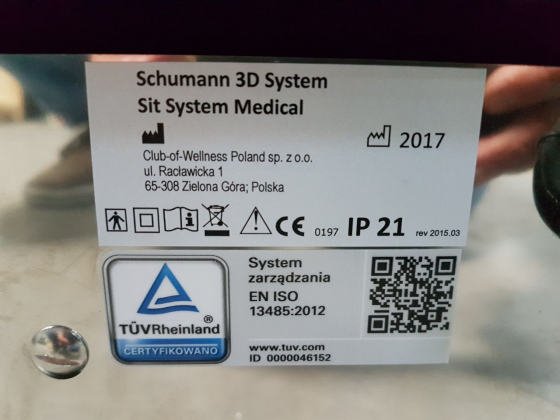 Schumann 3D System
Sit System Medical
2017
Club-of-Wellness Poland sp. z o.o.
ul. Racławicka 1
65-308 Zielona Góra; Polska
CE 0197 IP 21 rev 2015.03
TÜVRheinland®
CERTYFIKOWANO
System
zarządzania
EN ISO
13485:2012
www.tuv.com
ID 0000046152